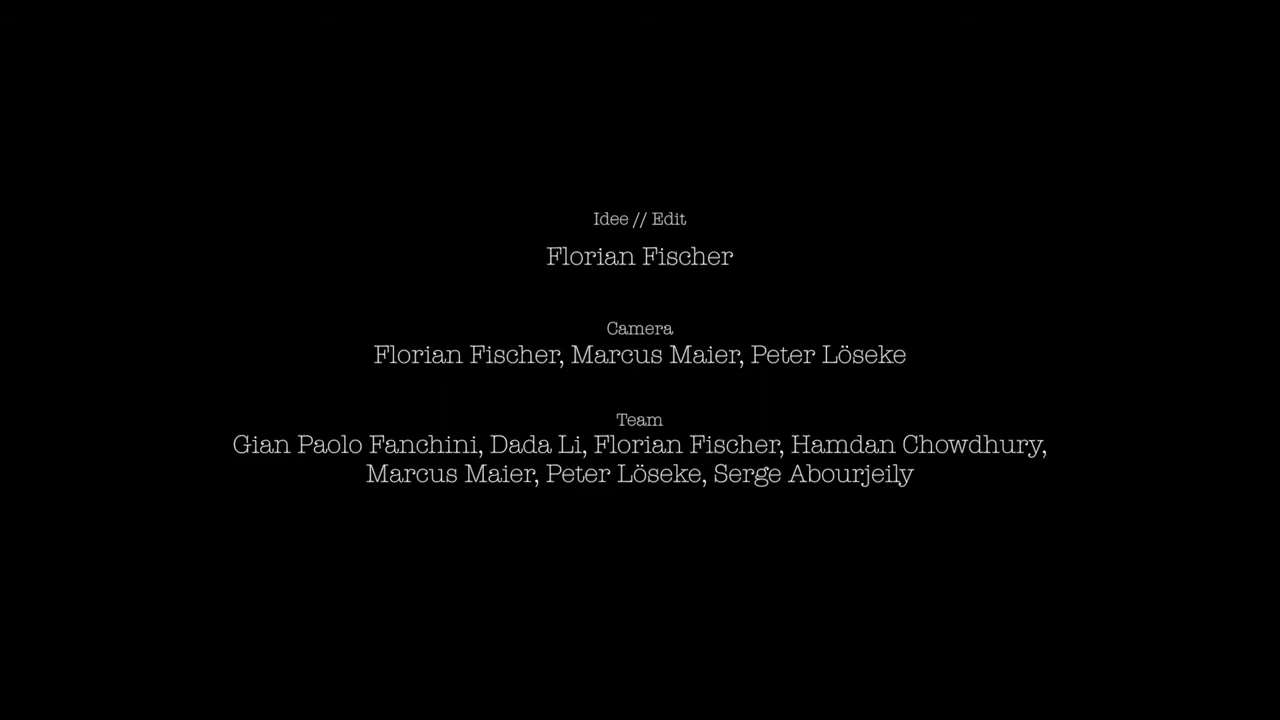 Idee // Edit
Florian Fischer
Camera
Florian Fischer, Marcus Maier, Peter Löseke
Team
Gian Paolo Fanchini, Dada Li, Florian Fischer, Hamdan Chowdhury,
Marcus Maier, Peter Löseke, Serge Abourjeily